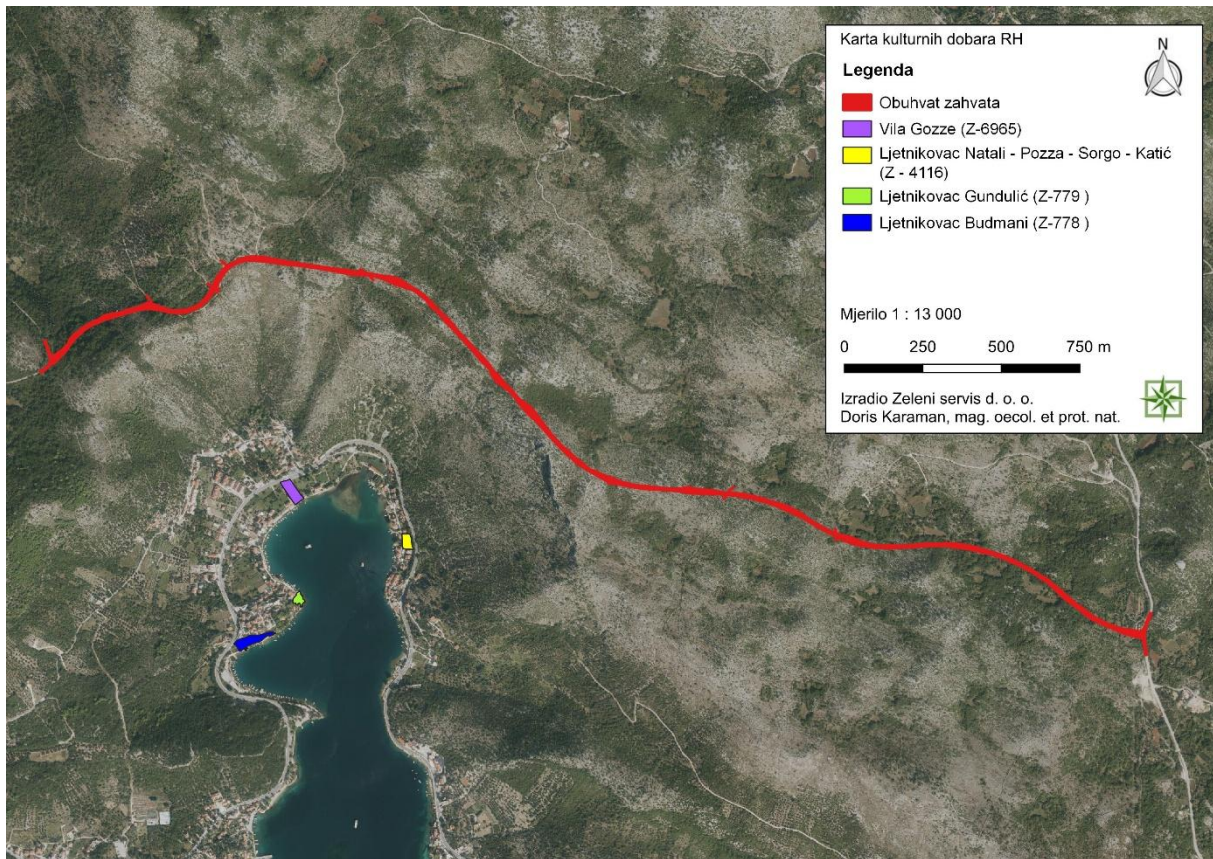 Karta kulturnih dobara RH
N
Legenda
Obuhvat zahvata
Vila Gozze (Z-6965)
Ljetnikovac Natali - Pozza - Sorgo - Katić
(Z - 4116)
Ljetnikovac Gundulić (Z-779 )
Ljetnikovac Budmani (Z-778 )
Mjerilo 1 : 13 000
0 250 500 750 m
Izradio Zeleni servis d. o. o.
Doris Karaman, mag. oecol. et prot. nat.